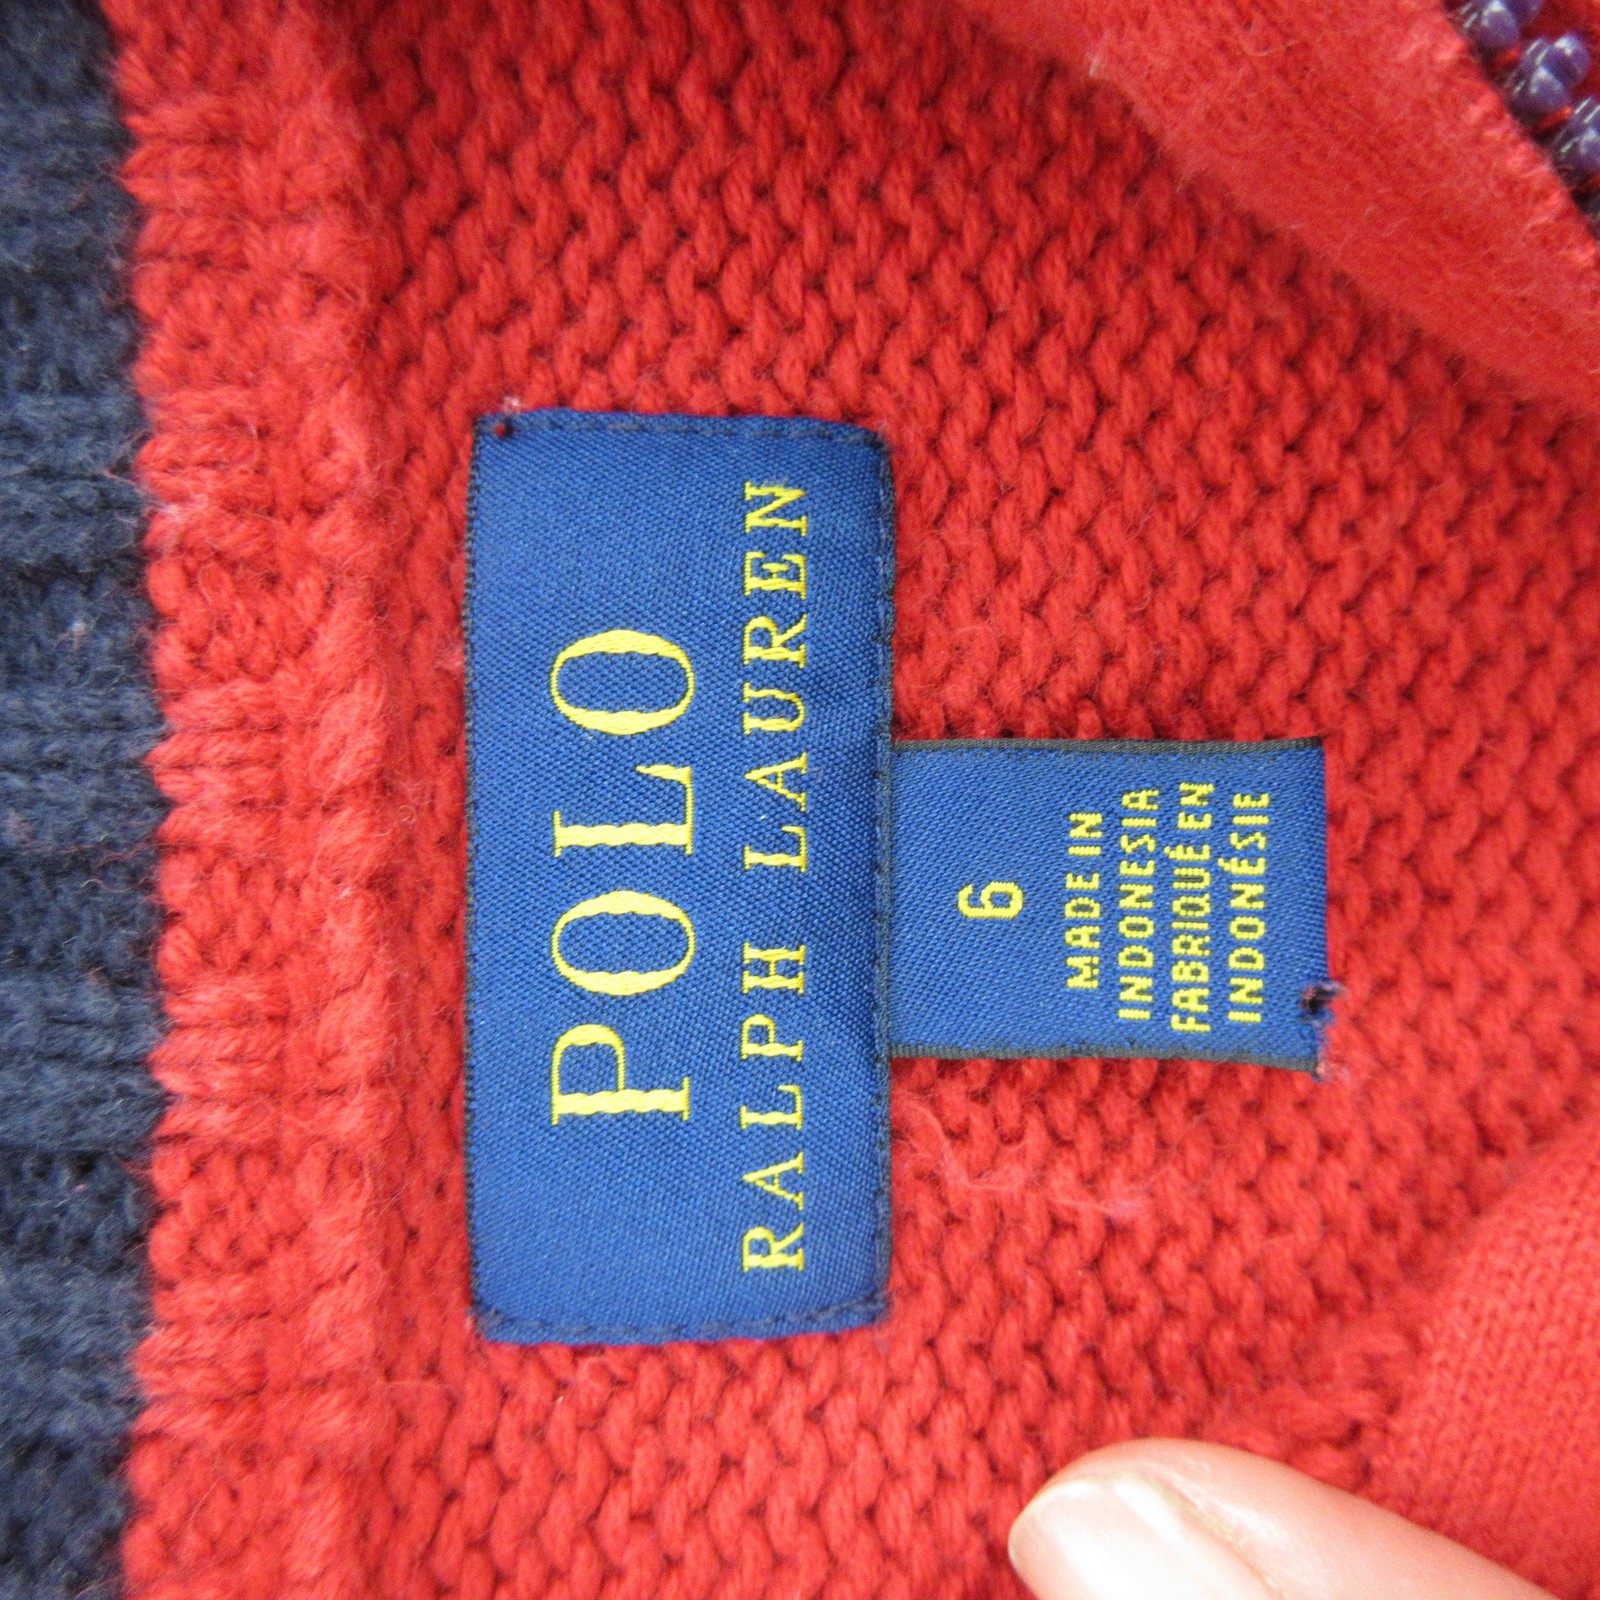 POLO
RALPH LAUREN
6
MADE IN
INDONESIA
FABRIQUÉ EN
INDONÉSIE